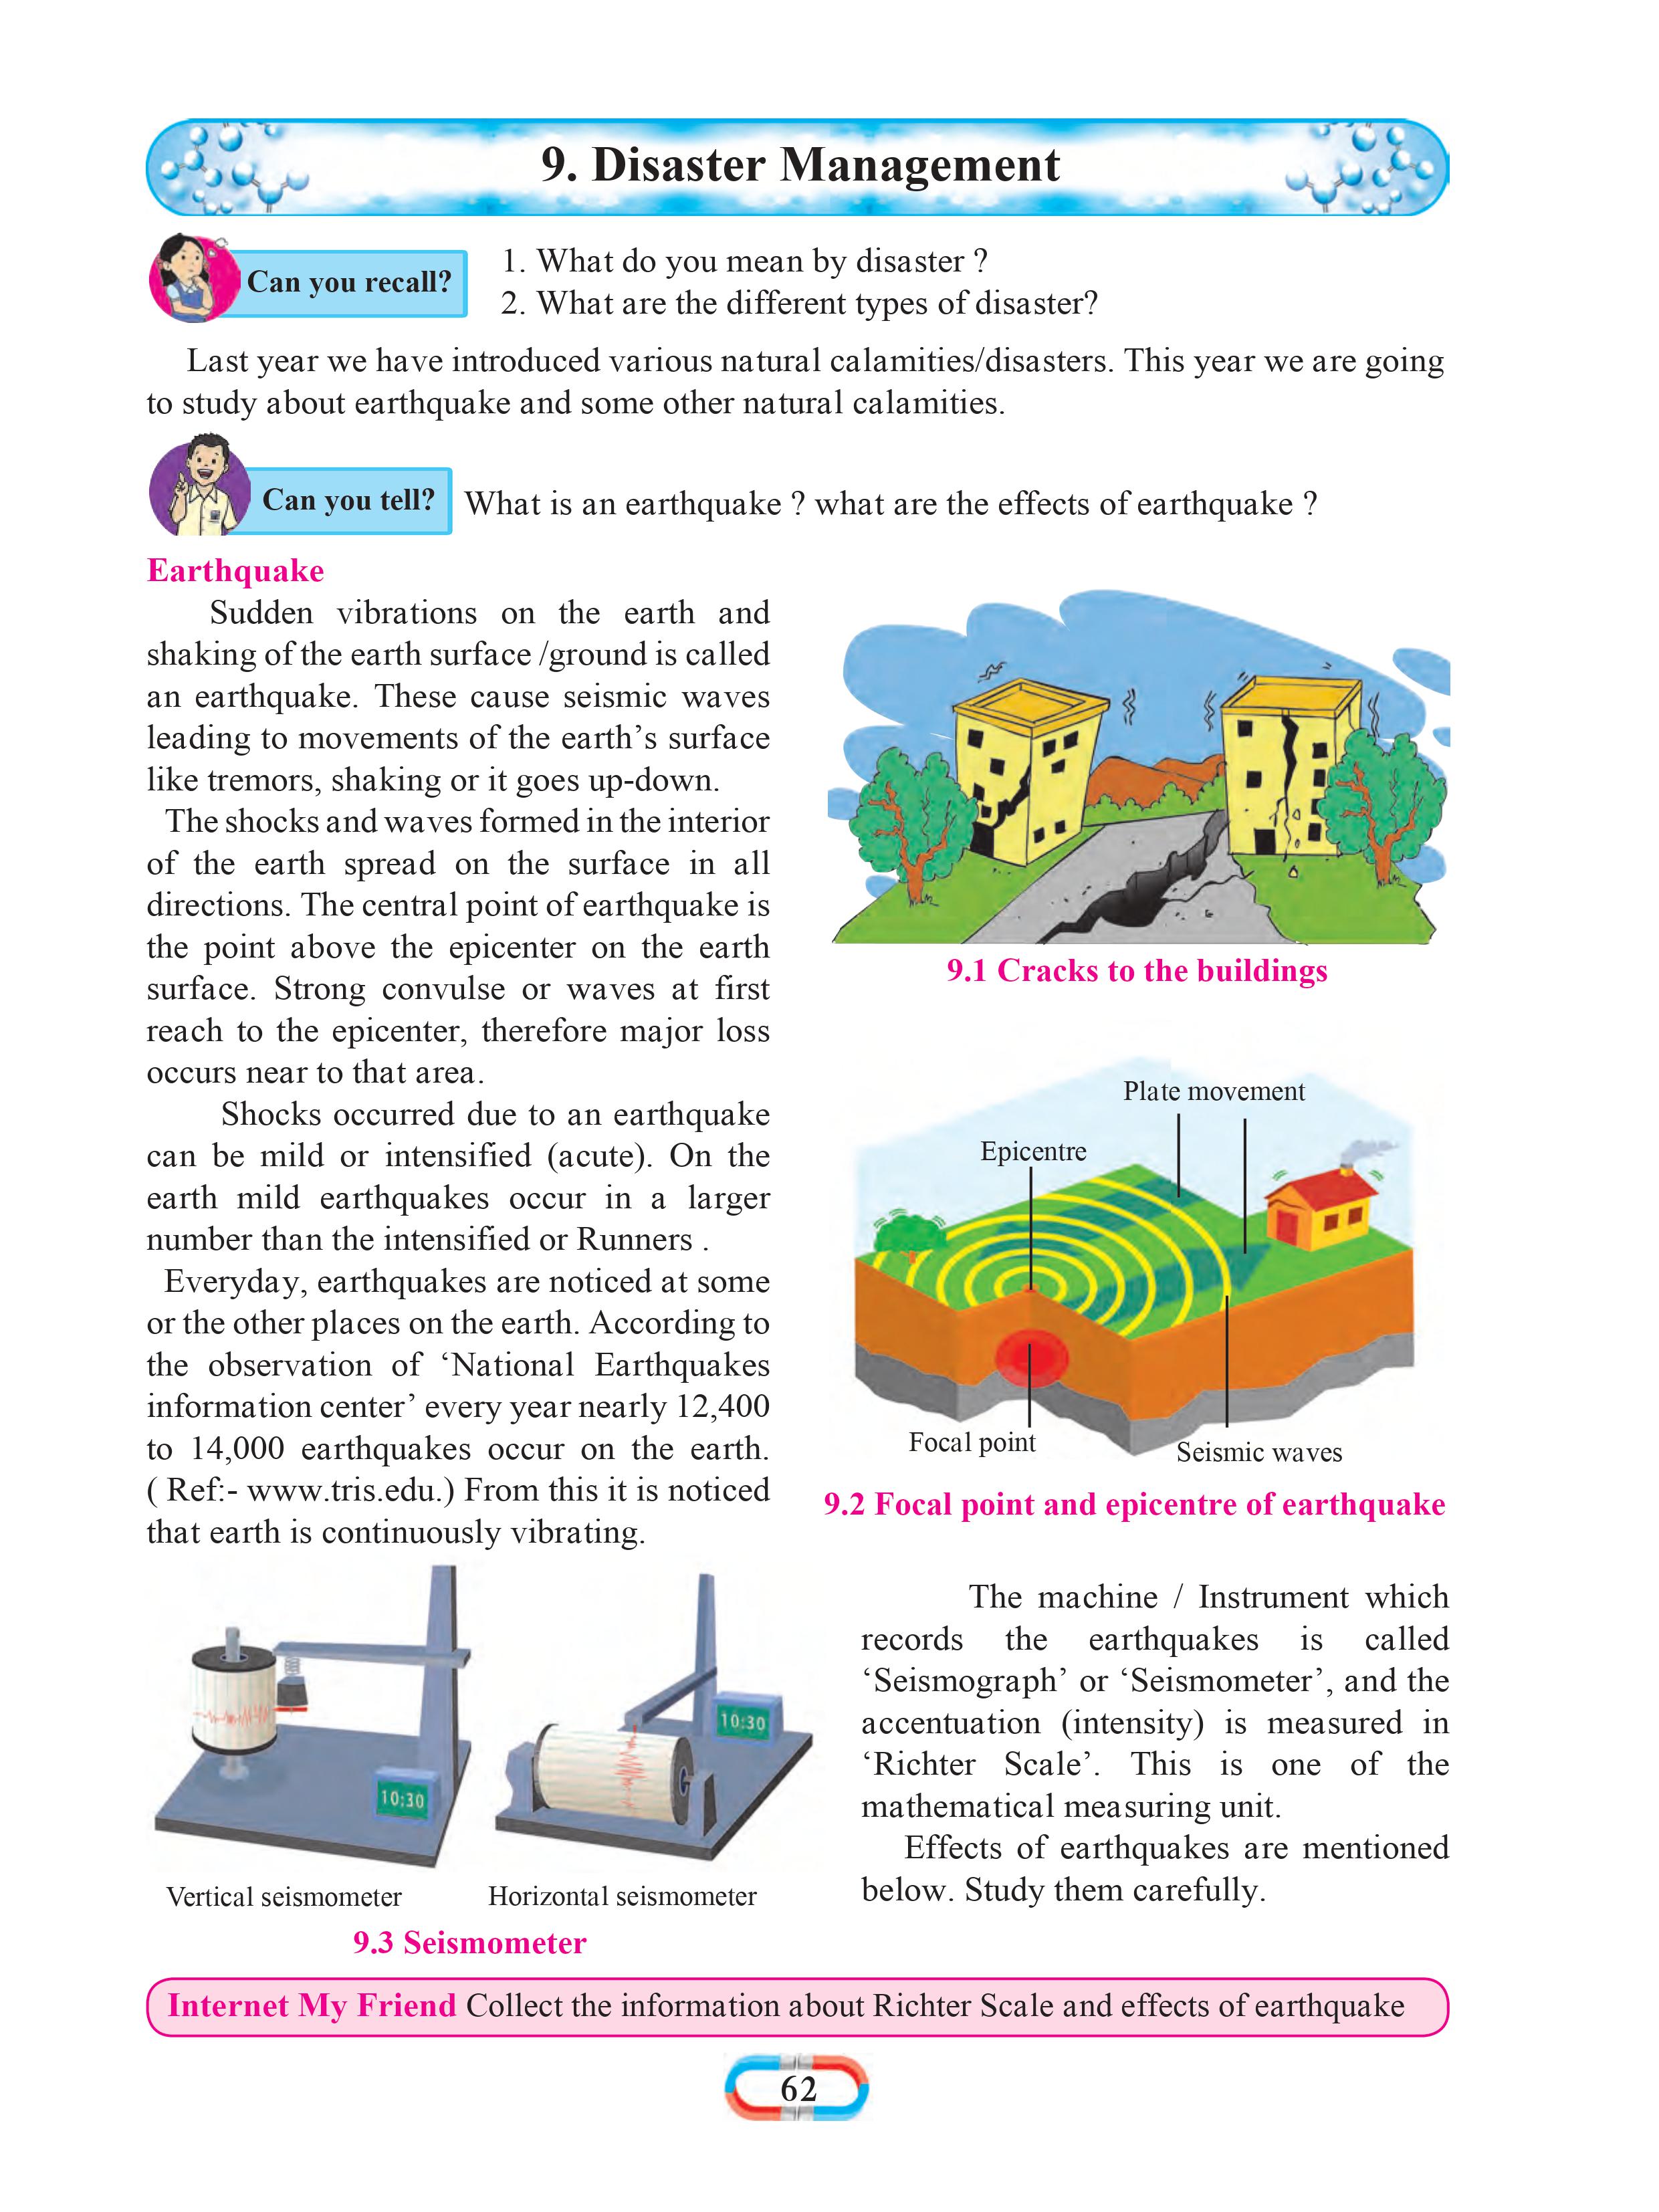 9. Disaster Management
Can you recall?
1. What do you mean by disaster ?
2. What are the different types of disaster?
Last year we have introduced various natural calamities/disasters. This year we are going
to study about earthquake and some other natural calamities.
Can you tell?
What is an earthquake ? what are the effects of earthquake ?
Earthquake
Sudden vibrations on the earth and
shaking of the earth surface /ground is called
an earthquake. These cause seismic waves
leading to movements of the earth’s surface
like tremors, shaking or it goes up-down.
The shocks and waves formed in the interior
of the earth spread on the surface in all
directions. The central point of earthquake is
the point above the epicenter on the earth
surface. Strong convulse or waves at first
reach to the epicenter, therefore major loss
occurs near to that area.
Shocks occurred due to an earthquake
can be mild or intensified (acute). On the
earth mild earthquakes occur in a larger
number than the intensified or Runners .
Everyday, earthquakes are noticed at some
or the other places on the earth. According to
the observation of ‘National Earthquakes
information center’ every year nearly 12,400
to 14,000 earthquakes occur on the earth.
( Ref:- www.tris.edu.) From this it is noticed
that earth is continuously vibrating.
9.1 Cracks to the buildings
Plate movement
Epicentre
Focal point
Seismic waves
9.2 Focal point and epicentre of earthquake
10:30
10:30
Vertical seismometer
Horizontal seismometer
9.3 Seismometer
The machine / Instrument which
records the earthquakes is called
‘Seismograph’ or ‘Seismometer’, and the
accentuation (intensity) is measured in
‘Richter Scale’. This is one of the
mathematical measuring unit.
Effects of earthquakes are mentioned
below. Study them carefully.
Internet My Friend Collect the information about Richter Scale and effects of earthquake
62